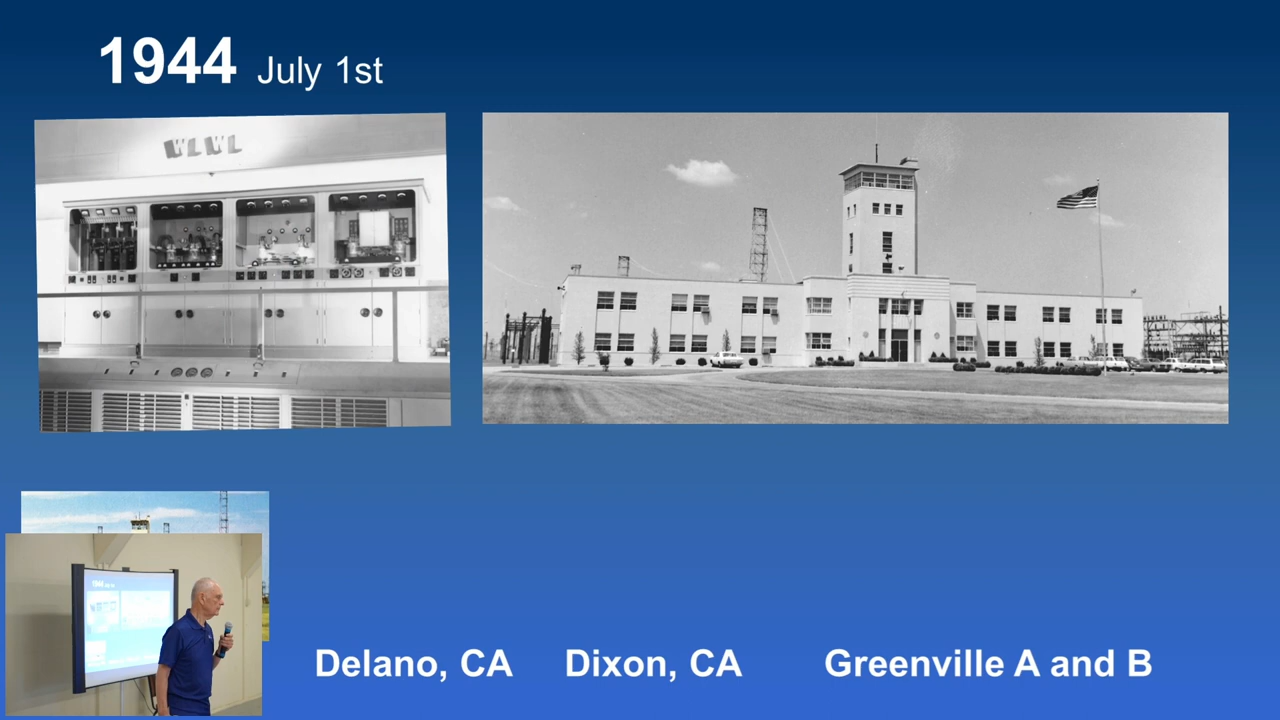 1944 July 1st
WLWL
Delano, CA
Dixon, CA
Greenville A and B